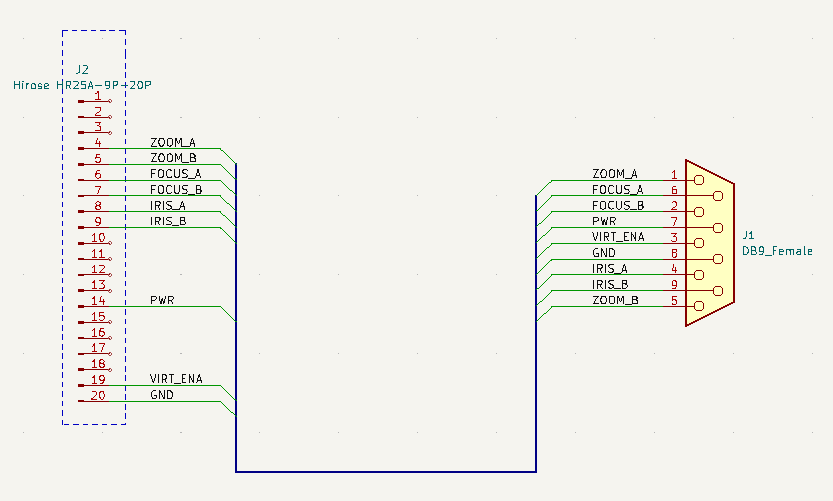 J2
Hirose HR25A-9P-20P
1
2
3
4 ZOOM_A
5 ZOOM_B
6 FOCUS_A
7 FOCUS_B
8 IRIS_A
9 IRIS_B
10
11
12
13
14 PWR
15
16
17
18
19 VIRT_ENA
20 GND
ZOOM_A 1
FOCUS_A 6
FOCUS_B 2
PWR 7
VIRT_ENA 3
GND 8
IRIS_A 4
IRIS_B 9
ZOOM_B 5
J1
DB9_Female